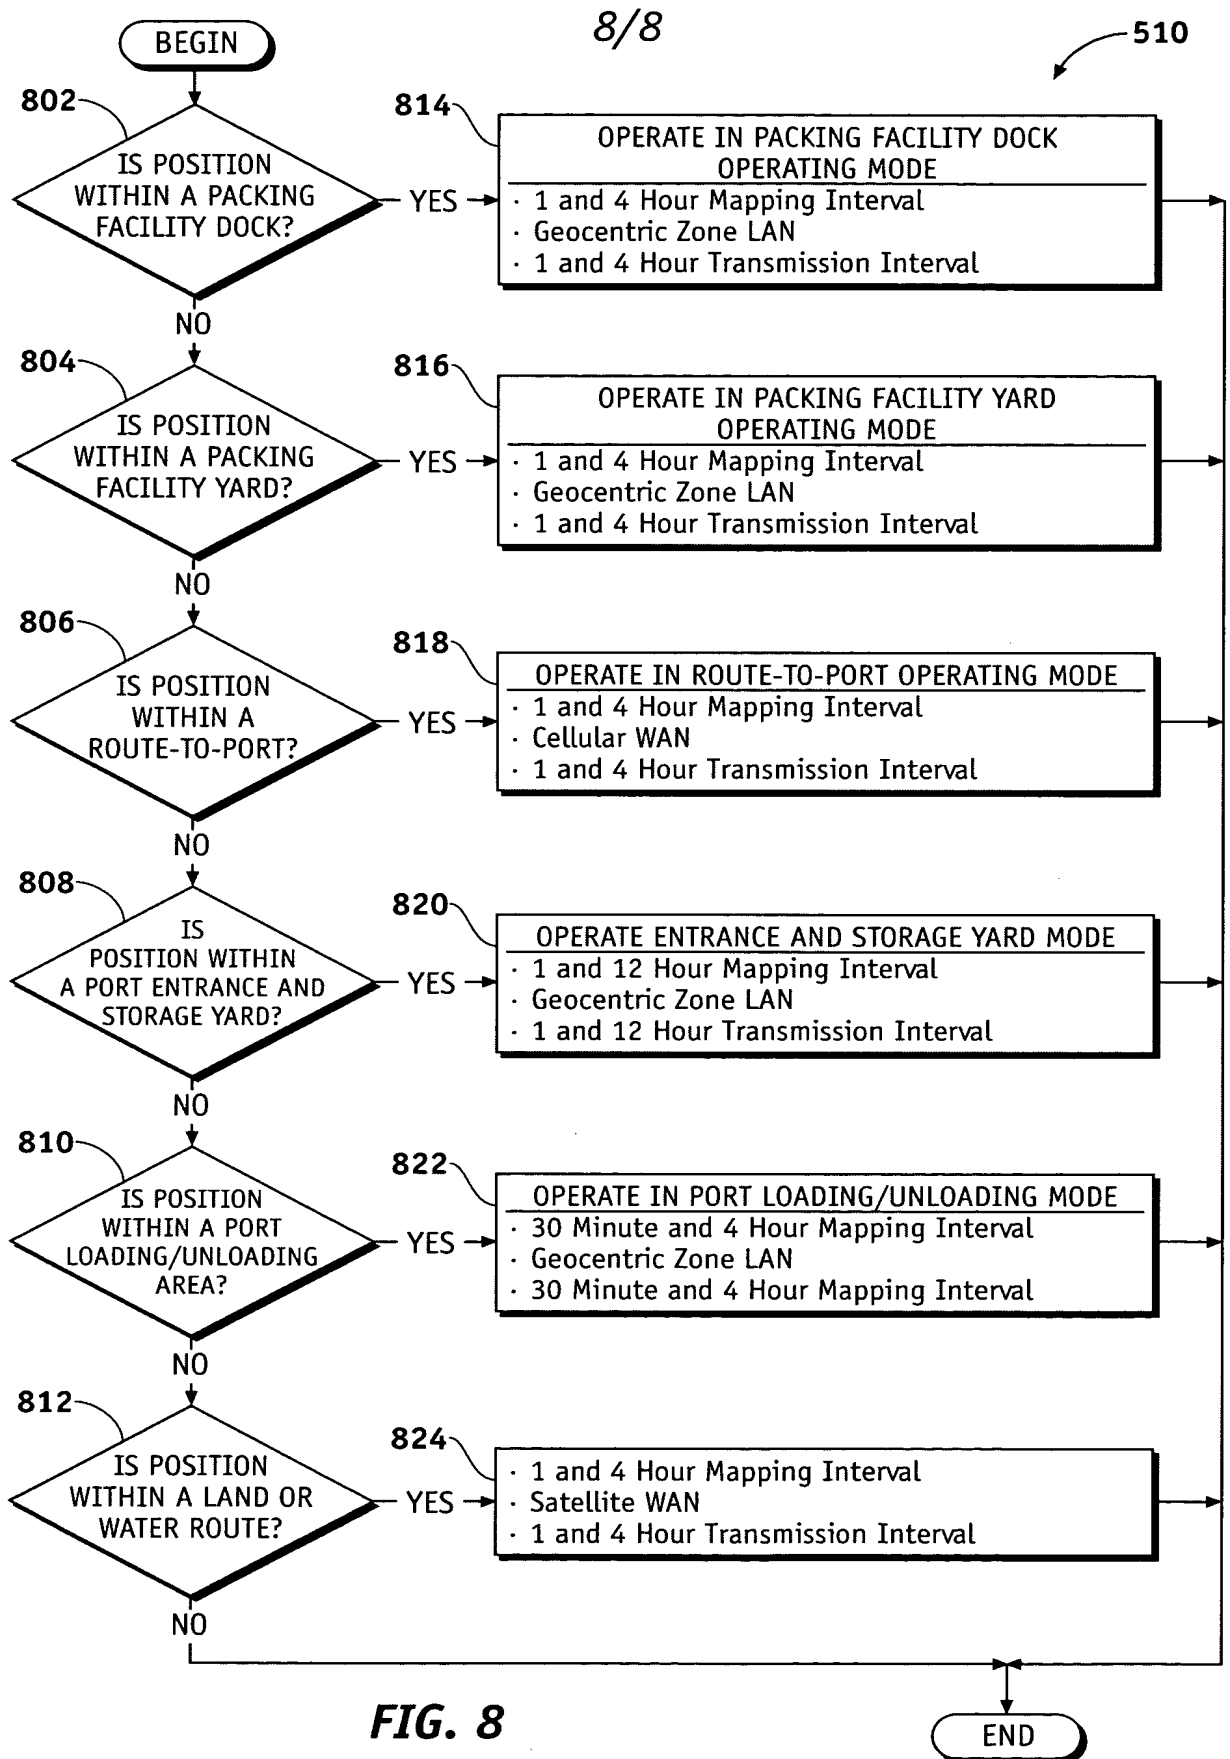 8/8
510
BEGIN
802
IS POSITION
WITHIN A PACKING
FACILITY DOCK?
YES
814
OPERATE IN PACKING FACILITY DOCK
OPERATING MODE
· 1 and 4 Hour Mapping Interval
· Geocentric Zone LAN
· 1 and 4 Hour Transmission Interval
NO
804
IS POSITION
WITHIN A PACKING
FACILITY YARD?
YES
816
OPERATE IN PACKING FACILITY YARD
OPERATING MODE
· 1 and 4 Hour Mapping Interval
· Geocentric Zone LAN
· 1 and 4 Hour Transmission Interval
NO
806
IS POSITION
WITHIN A
ROUTE-TO-PORT?
YES
818
OPERATE IN ROUTE-TO-PORT OPERATING MODE
· 1 and 4 Hour Mapping Interval
· Cellular WAN
· 1 and 4 Hour Transmission Interval
NO
808
IS
POSITION WITHIN
A PORT ENTRANCE AND
STORAGE YARD?
YES
820
OPERATE ENTRANCE AND STORAGE YARD MODE
· 1 and 12 Hour Mapping Interval
· Geocentric Zone LAN
· 1 and 12 Hour Transmission Interval
NO
810
IS POSITION
WITHIN A PORT
LOADING/UNLOADING
AREA?
YES
822
OPERATE IN PORT LOADING/UNLOADING MODE
· 30 Minute and 4 Hour Mapping Interval
· Geocentric Zone LAN
· 30 Minute and 4 Hour Mapping Interval
NO
812
IS POSITION
WITHIN A LAND OR
WATER ROUTE?
YES
824
· 1 and 4 Hour Mapping Interval
· Satellite WAN
· 1 and 4 Hour Transmission Interval
NO
FIG. 8
END